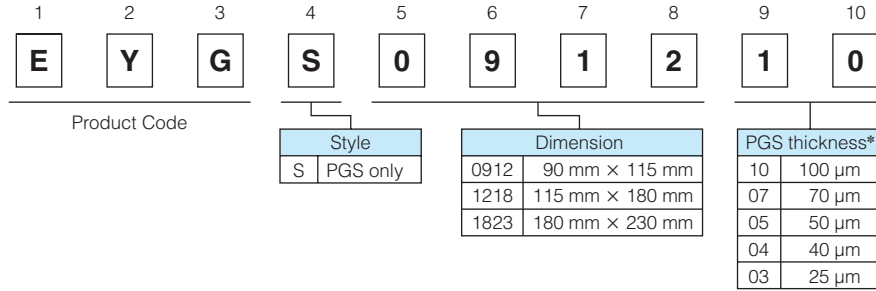 1 2 3 4 5 6 7 8 9 10
E Y G S 0 9 1 2 1 0
Product Code
Style
S PGS only
Dimension
0912 90 mm × 115 mm
1218 115 mm × 180 mm
1823 180 mm × 230 mm
PGS thickness*
10 100 µm
07 70 µm
05 50 µm
04 40 µm
03 25 µm